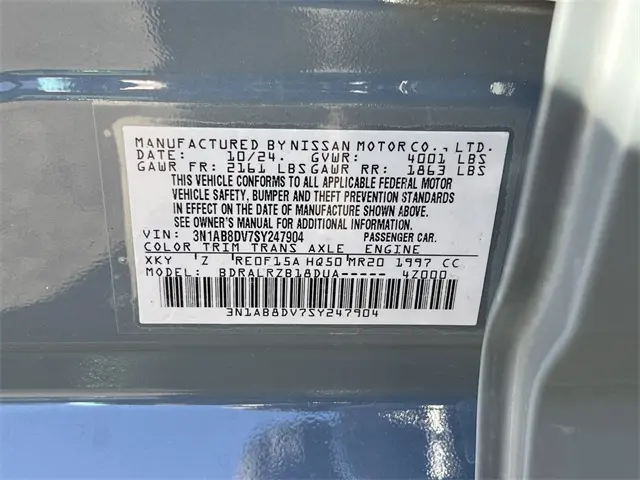 MANUFACTURED BY NISSAN MOTOR CO., LTD.
DATE: 10/24. GVWR: 4001 LBS
GAWR FR: 2161 LBS GAWR RR: 1863 LBS
THIS VEHICLE CONFORMS TO ALL APPLICABLE FEDERAL MOTOR
VEHICLE SAFETY, BUMPER AND THEFT PREVENTION STANDARDS
IN EFFECT ON THE DATE OF MANUFACTURE SHOWN ABOVE.
SEE OWNER'S MANUAL FOR ADDITIONAL INFORMATION.
VIN: 3N1AB8DV7SY247904 PASSENGER CAR.
COLOR TRIM TRANS AXLE ENGINE
XKY Z RE0F15A HQ50 MR20 1997 CC
MODEL: BDRALRZB18DUA----- 4Z000
3N1AB8DV7SY247904